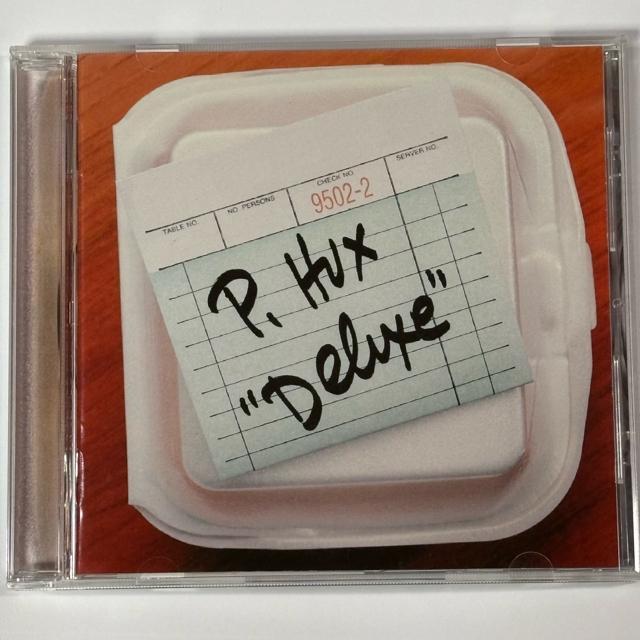 TABLE NO. NO. PERSONS CHECK NO. SERVER NO.
9502-2
P. HUX
"Deluxe"